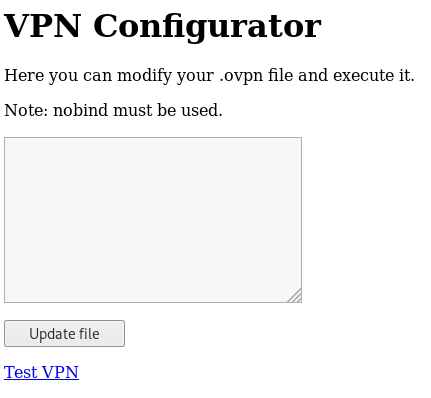 VPN Configurator
Here you can modify your .ovpn file and execute it.
Note: nobind must be used.
Update file
Test VPN